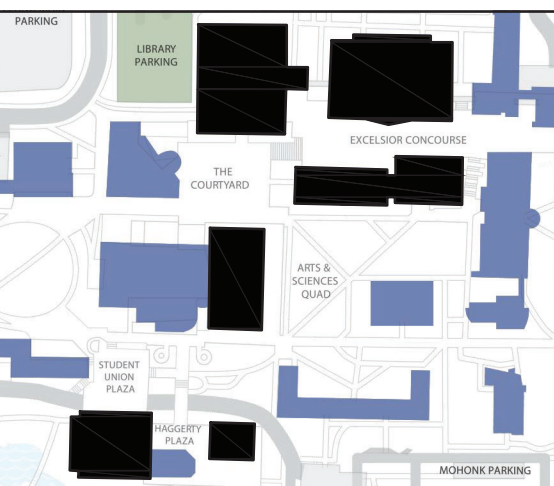 PARKING
LIBRARY
PARKING
EXCELSIOR CONCOURSE
THE
COURTYARD
ARTS &
SCIENCES
QUAD
STUDENT
UNION
PLAZA
HAGGERTY
PLAZA
MOHONK PARKING